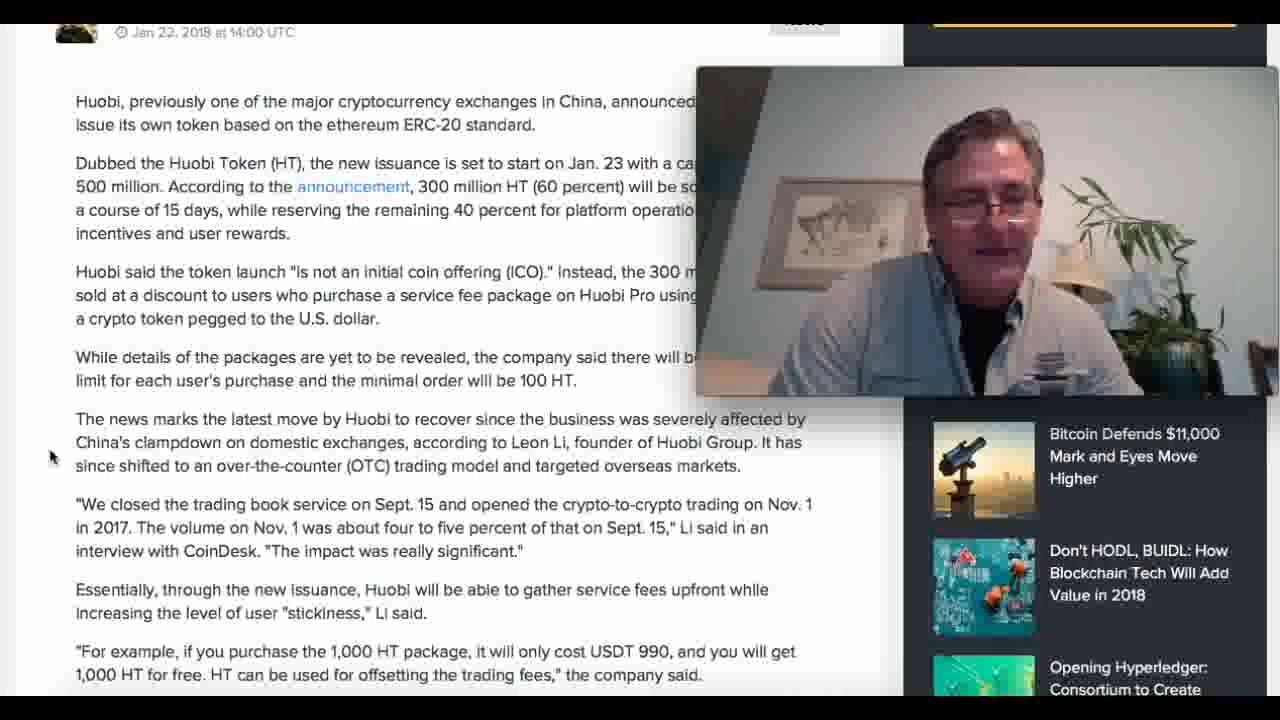 Jan 22, 2018 at 14:00 UTC
Huobi, previously one of the major cryptocurrency exchanges in China, announced
issue its own token based on the ethereum ERC-20 standard.
Dubbed the Huobi Token (HT), the new issuance is set to start on Jan. 23 with a
500 million. According to the announcement, 300 million HT (60 percent) will be
a course of 15 days, while reserving the remaining 40 percent for platform
incentives and user rewards.
Huobi said the token launch "is not an initial coin offering (ICO)." Instead, the 300
sold at a discount to users who purchase a service fee package on Huobi Pro using
a crypto token pegged to the U.S. dollar.
While details of the packages are yet to be revealed, the company said there will
limit for each user's purchase and the minimal order will be 100 HT.
The news marks the latest move by Huobi to recover since the business was severely affected by
China's clampdown on domestic exchanges, according to Leon Li, founder of Huobi Group. It has
since shifted to an over-the-counter (OTC) trading model and targeted overseas markets.
"We closed the trading book service on Sept. 15 and opened the crypto-to-crypto trading on Nov. 1
in 2017. The volume on Nov. 1 was about four to five percent of that on Sept. 15," Li said in an
interview with CoinDesk. "The impact was really significant."
Essentially, through the new issuance, Huobi will be able to gather service fees upfront while
increasing the level of user "stickiness," Li said.
"For example, if you purchase the 1,000 HT package, it will only cost USDT 990, and you will get
1,000 HT for free. HT can be used for offsetting the trading fees," the company said.
Bitcoin Defends $11,000
Mark and Eyes Move
Higher
Don't HODL, BUIDL: How
Blockchain Tech Will Add
Value in 2018
Opening Hyperledger:
Consortium to Create